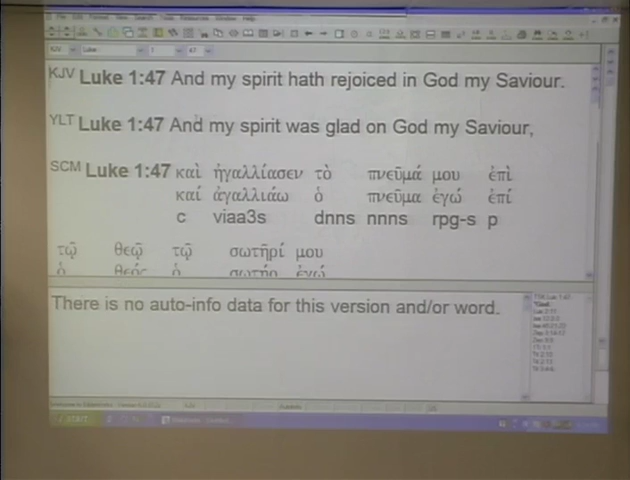 KJV Luke 1:47 And my spirit hath rejoiced in God my Saviour.
YLT Luke 1:47 And my spirit was glad on God my Saviour,
SCM Luke 1:47 καὶ ἠγαλλίασεν τὸ πνεῦμά μου ἐπὶ
καί ἀγαλλιάω ὁ πνεῦμα ἐγώ ἐπί
c viaa3s dnns nnns rpg-s p
τῷ θεῷ τῷ σωτῆρί μου
ὁ θεός ὁ σωτήρ ἐγώ
There is no auto-info data for this version and/or word.